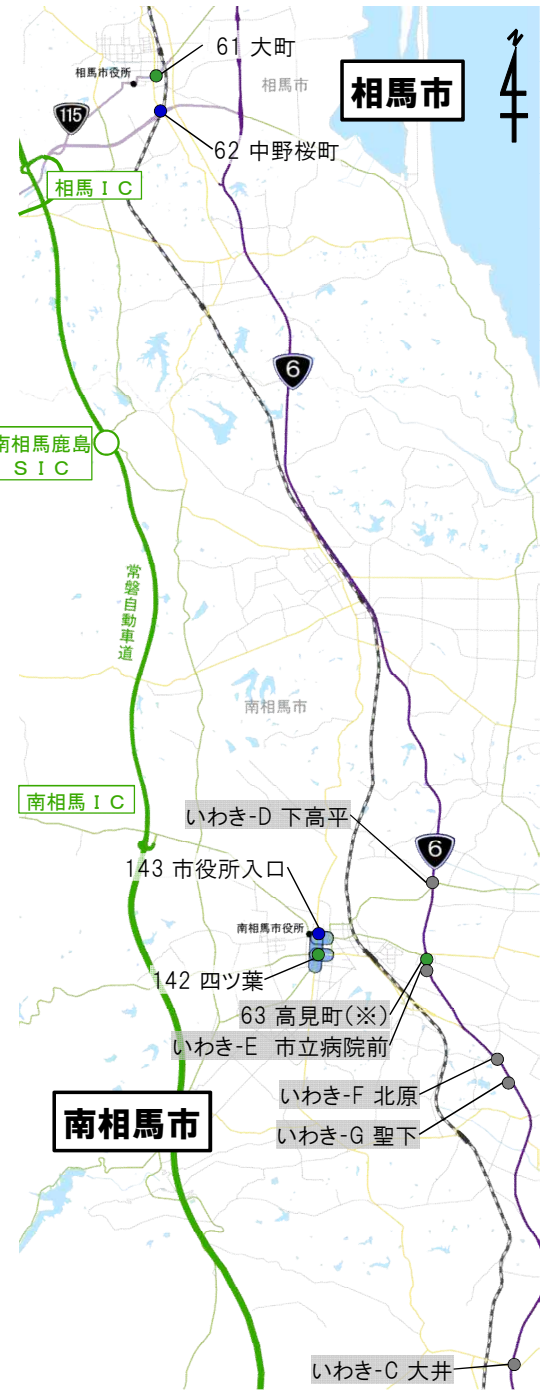 61 大町
相馬市役所
相馬市
相馬市
115
62 中野桜町
相馬ＩＣ
6
南相馬鹿島
ＳＩＣ
常磐自動車道
南相馬市
南相馬ＩＣ
いわき-D 下高平
6
143 市役所入口
南相馬市役所
142 四ツ葉
63 高見町(※)
いわき-E 市立病院前
いわき-F 北原
南相馬市
いわき-G 聖下
いわき-C 大井